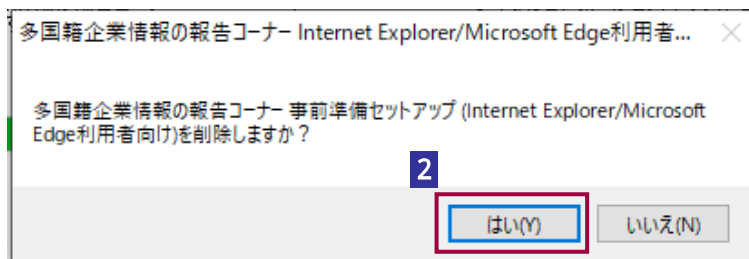 多国籍企業情報の報告コーナー Internet Explorer/Microsoft Edge利用者...
多国籍企業情報の報告コーナー 事前準備セットアップ (Internet Explorer/Microsoft
Edge利用者向け)を削除しますか？
2
はい(Y) いいえ(N)